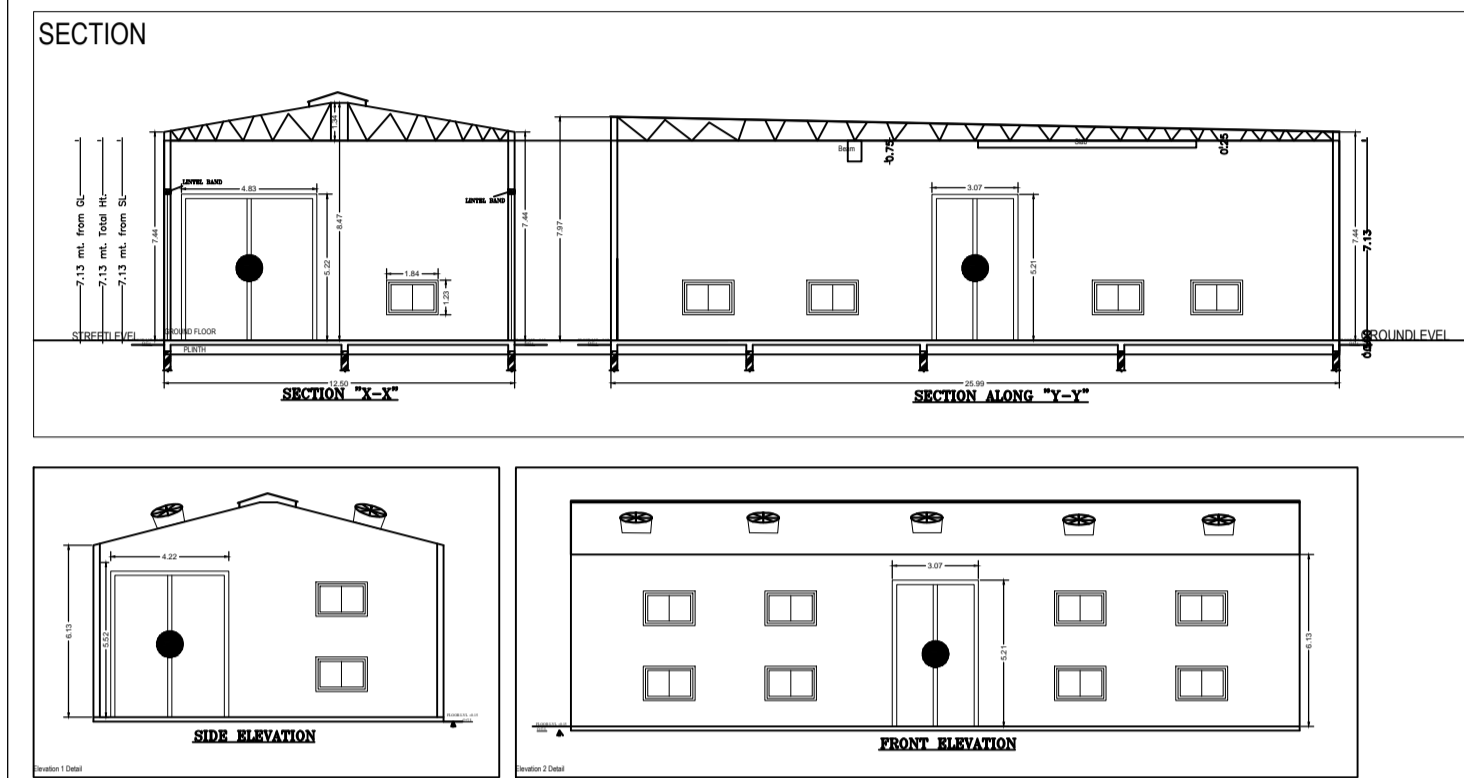 SECTION
1.34
Beam
0.75
Slab
0.25
7.13 mt. from GL
7.13 mt. Total Ht.
7.13 mt. from SL
7.44
LINTEL BAND
4.83
8.47
5.22
LINTEL BAND
1.84
1.23
7.44
7.97
3.07
5.21
7.44
7.13
STREETLEVEL
GROUND FLOOR
PLINTH
GROUNDLEVEL
12.50
SECTION "X-X"
25.99
SECTION ALONG "Y-Y"
4.22
6.13
5.52
SIDE ELEVATION
Elevation 1 Detail
3.07
5.21
6.13
FRONT ELEVATION
Elevation 2 Detail